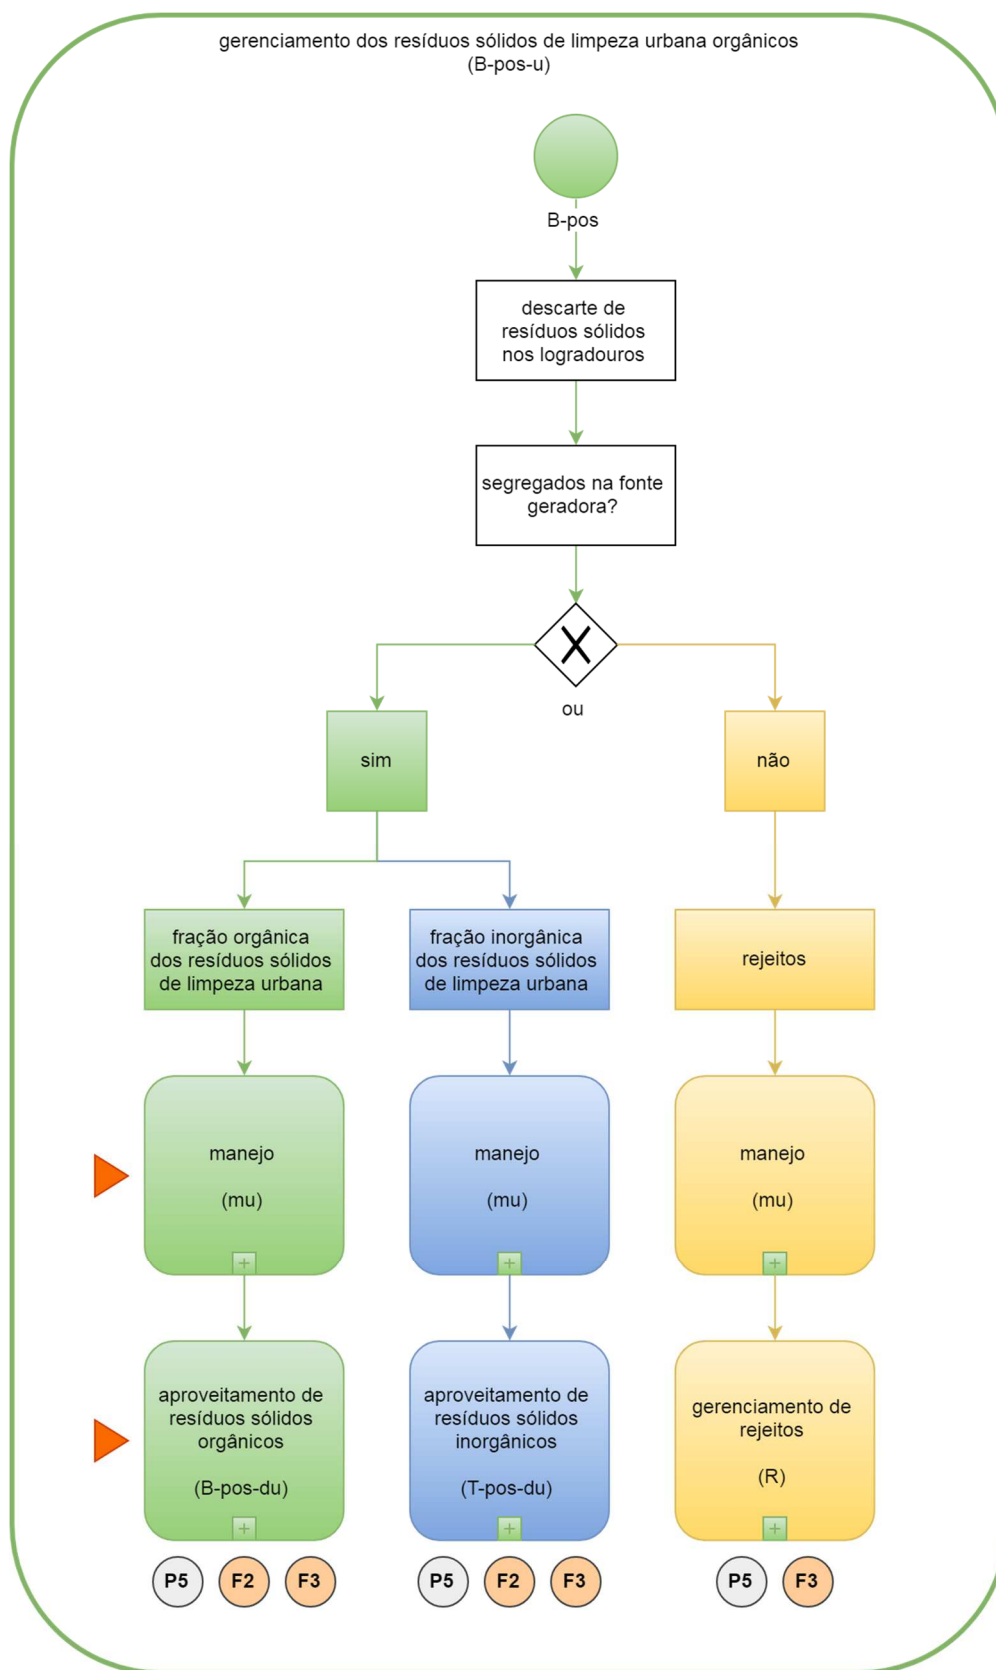 gerenciamento dos resíduos sólidos de limpeza urbana orgânicos
(B-pos-u)
B-pos
descarte de
resíduos sólidos
nos logradouros
segregados na fonte
geradora?
X
ou
sim
não
fração orgânica
dos resíduos sólidos
de limpeza urbana
fração inorgânica
dos resíduos sólidos
de limpeza urbana
rejeitos
manejo
(mu)
+
manejo
(mu)
+
manejo
(mu)
+
aproveitamento de
resíduos sólidos
orgânicos
(B-pos-du)
+
aproveitamento de
resíduos sólidos
inorgânicos
(T-pos-du)
+
gerenciamento de
rejeitos
(R)
+
P5 F2 F3
P5 F2 F3
P5 F3